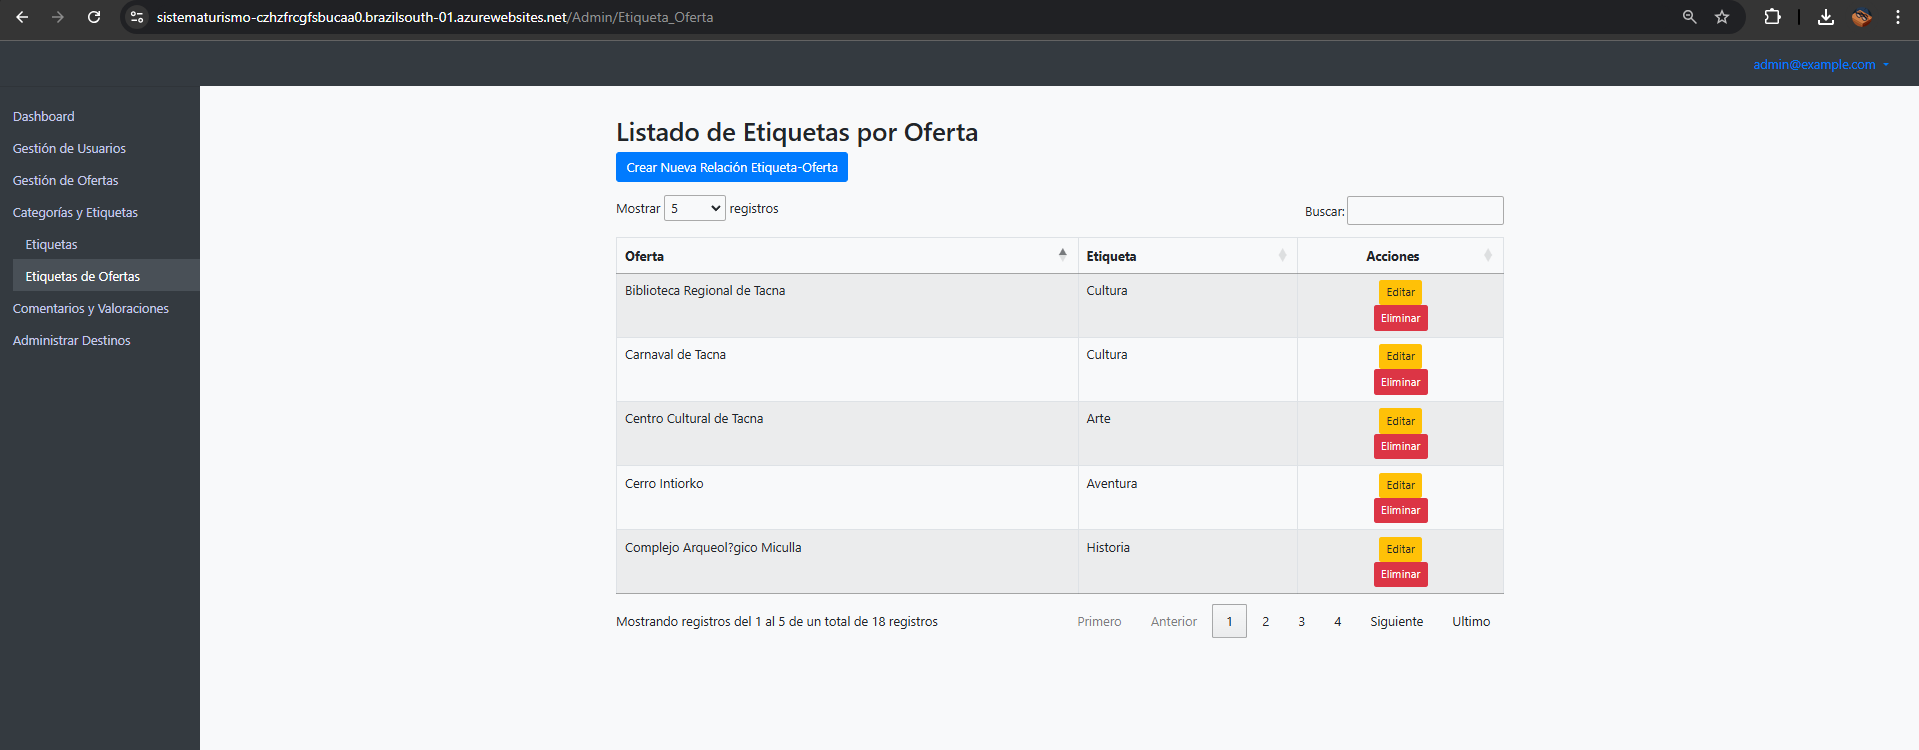 sistematurismo-czhzfrcgfsbucaa0.brazilsouth-01.azurewebsites.net/Admin/Etiqueta_Oferta
admin@example.com
Dashboard
Gestión de Usuarios
Gestión de Ofertas
Categorías y Etiquetas
Etiquetas
Etiquetas de Ofertas
Comentarios y Valoraciones
Administrar Destinos
Listado de Etiquetas por Oferta
Crear Nueva Relación Etiqueta-Oferta
Mostrar 5 registros
Buscar:
Oferta Etiqueta Acciones
Biblioteca Regional de Tacna Cultura Editar
Eliminar
Carnaval de Tacna Cultura Editar
Eliminar
Centro Cultural de Tacna Arte Editar
Eliminar
Cerro Intiorko Aventura Editar
Eliminar
Complejo Arqueol?gico Miculla Historia Editar
Eliminar
Mostrando registros del 1 al 5 de un total de 18 registros Primero Anterior 1 2 3 4 Siguiente Ultimo